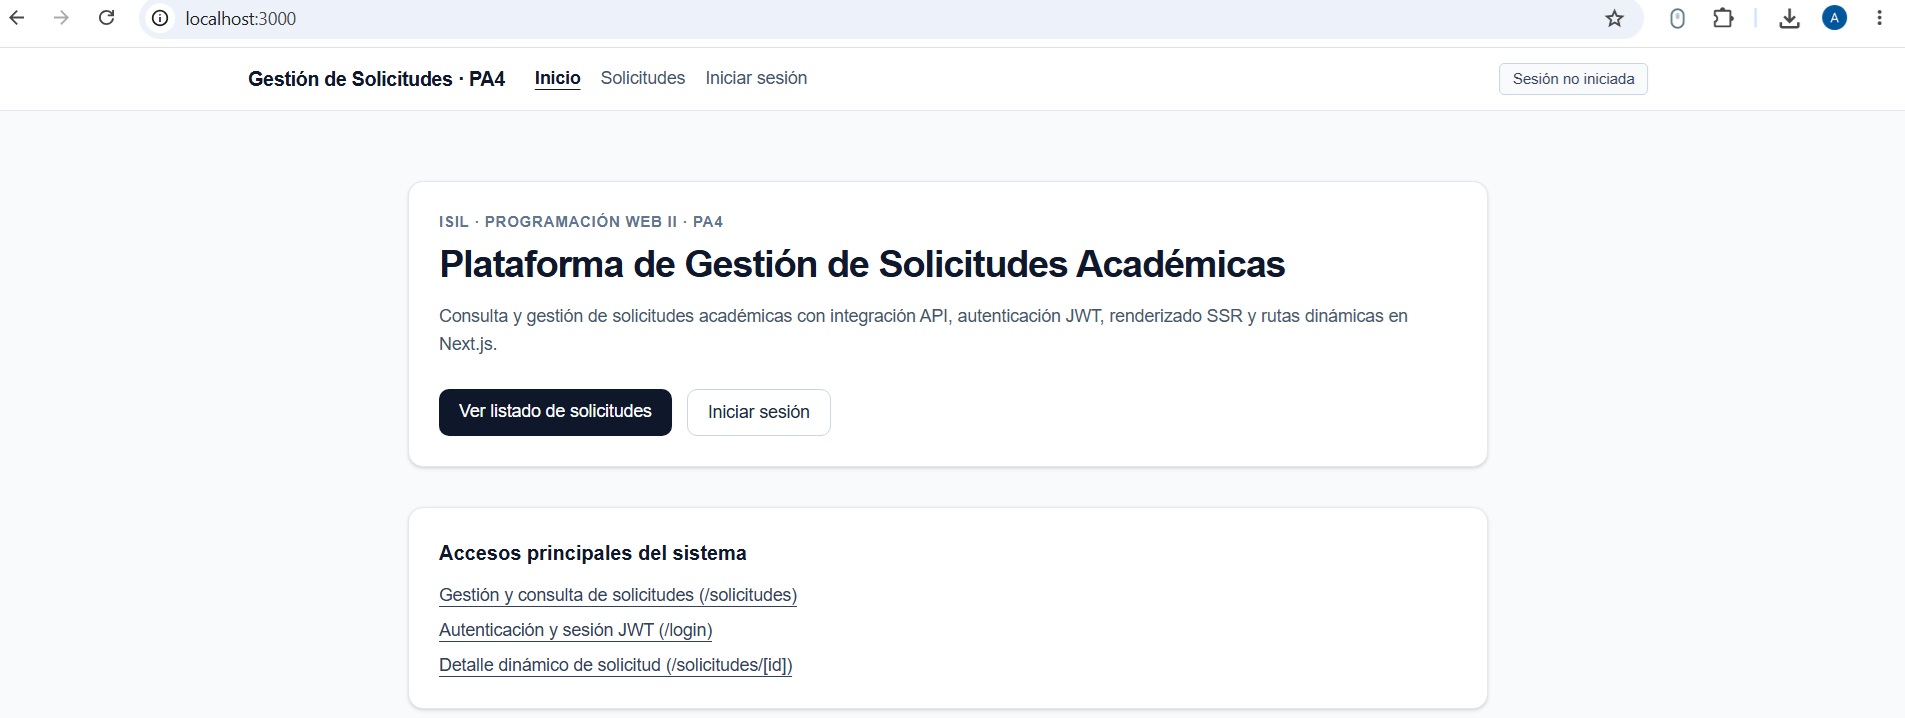 localhost:3000
A
Gestión de Solicitudes · PA4 Inicio Solicitudes Iniciar sesión Sesión no iniciada
ISIL · PROGRAMACIÓN WEB II · PA4
Plataforma de Gestión de Solicitudes Académicas
Consulta y gestión de solicitudes académicas con integración API, autenticación JWT, renderizado SSR y rutas dinámicas en
Next.js.
Ver listado de solicitudes Iniciar sesión
Accesos principales del sistema
Gestión y consulta de solicitudes (/solicitudes)
Autenticación y sesión JWT (/login)
Detalle dinámico de solicitud (/solicitudes/[id])